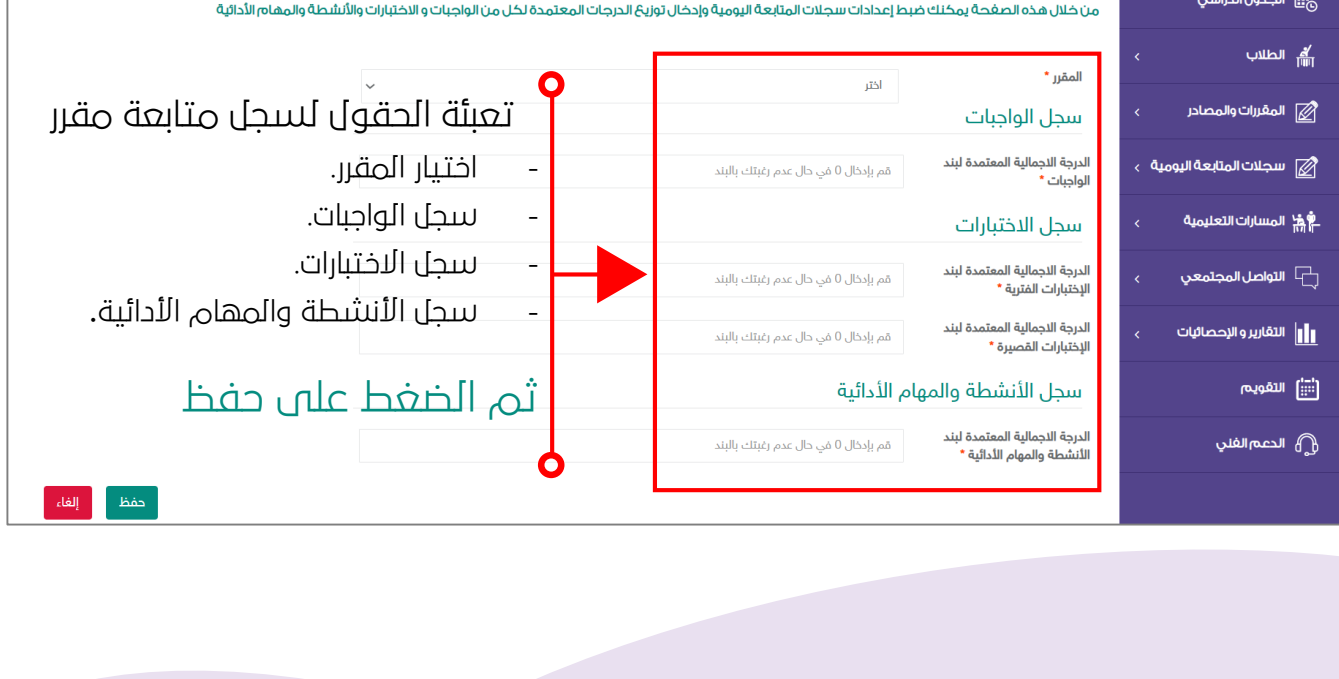 من خلال هذه الصفحة يمكنك ضبط إعدادات سجلات المتابعة اليومية وإدخال توزيع الدرجات المعتمدة لكل من الواجبات و الاختبارات والأنشطة والمهام الأدائية
الجدول الدراسي
الطلاب
المقررات والمصادر
سجلات المتابعة اليومية
المسارات التعليمية
التواصل المجتمعي
التقارير و الإحصائيات
التقويم
الدعم الفني
المقرر *
اختر
سجل الواجبات
الدرجة الاجمالية المعتمدة لبند
الواجبات *
قم بإدخال 0 في حال عدم رغبتك بالبند
سجل الاختبارات
الدرجة الاجمالية المعتمدة لبند
الإختبارات الفترية *
قم بإدخال 0 في حال عدم رغبتك بالبند
الدرجة الاجمالية المعتمدة لبند
الإختبارات القصيرة *
قم بإدخال 0 في حال عدم رغبتك بالبند
سجل الأنشطة والمهام الأدائية
الدرجة الاجمالية المعتمدة لبند
الأنشطة والمهام الأدائية *
قم بإدخال 0 في حال عدم رغبتك بالبند
تعبئة الحقول لسجل متابعة مقرر
- اختيار المقرر.
- سجل الواجبات.
- سجل الاختبارات.
- سجل الأنشطة والمهام الأدائية.
ثم الضغط على حفظ
حفظ
إلغاء